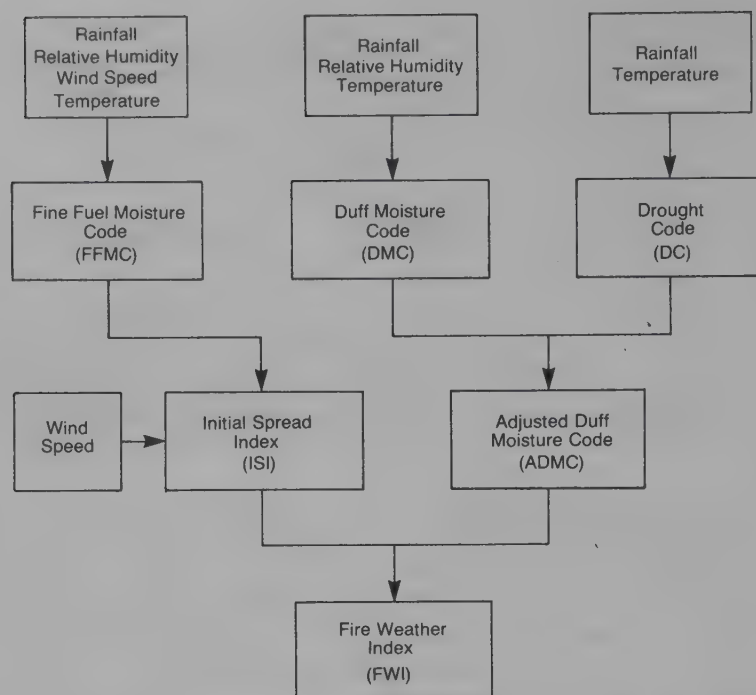 Rainfall
Relative Humidity
Wind Speed
Temperature
Rainfall
Relative Humidity
Temperature
Rainfall
Temperature
Fine Fuel Moisture
Code
(FFMC)
Duff Moisture
Code
(DMC)
Drought
Code
(DC)
Wind
Speed
Initial Spread
Index
(ISI)
Adjusted Duff
Moisture Code
(ADMC)
Fire Weather
Index
(FWI)